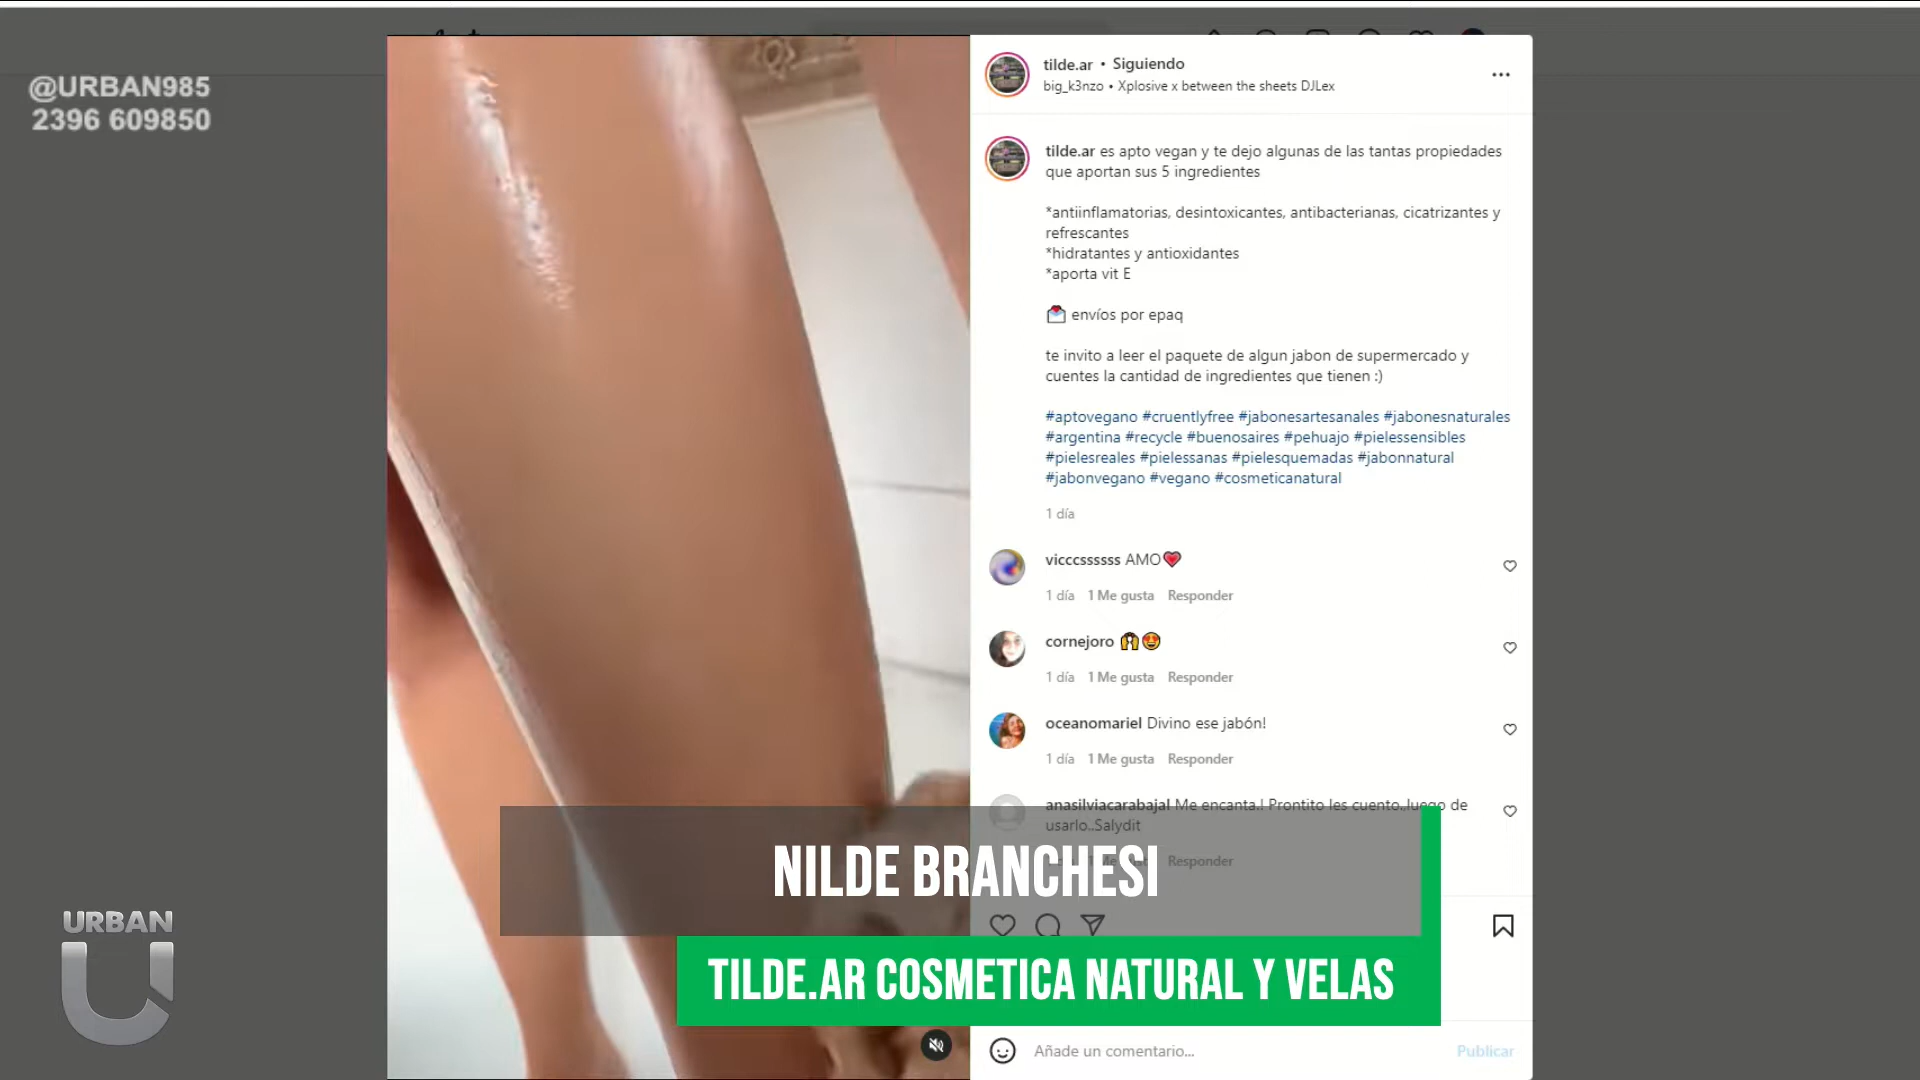 @URBAN985
2396 609850
tilde.ar • Siguiendo
big_k3nzo • Xplosive x between the sheets DJLex
tilde.ar es apto vegan y te dejo algunas de las tantas propiedades
que aportan sus 5 ingredientes
*antiinflamatorias, desintoxicantes, antibacterianas, cicatrizantes y
refrescantes
*hidratantes y antioxidantes
*aporta vit E
💌 envíos por epaq
te invito a leer el paquete de algun jabon de supermercado y
cuentes la cantidad de ingredientes que tienen :)
#aptovegano #cruentlyfree #jabonesartesanales #jabonesnaturales
#argentina #recycle #buenosaires #pehuajo #pielessensibles
#pielesreales #pielessanas #pielesquemadas #jabonnatural
#jabonvegano #vegano #cosmeticanatural
1 día
vicccssssss AMO💗
1 día 1 Me gusta Responder
cornejoro 🙌😍
1 día 1 Me gusta Responder
oceanomariel Divino ese jabón!
1 día 1 Me gusta Responder
anasilviacarabajal Me encanta.! Prontito les cuento..luego de
usarlo..Salydit
Responder
NILDE BRANCHESI
TILDE.AR COSMETICA NATURAL Y VELAS
URBAN
U
Añade un comentario...
Publicar